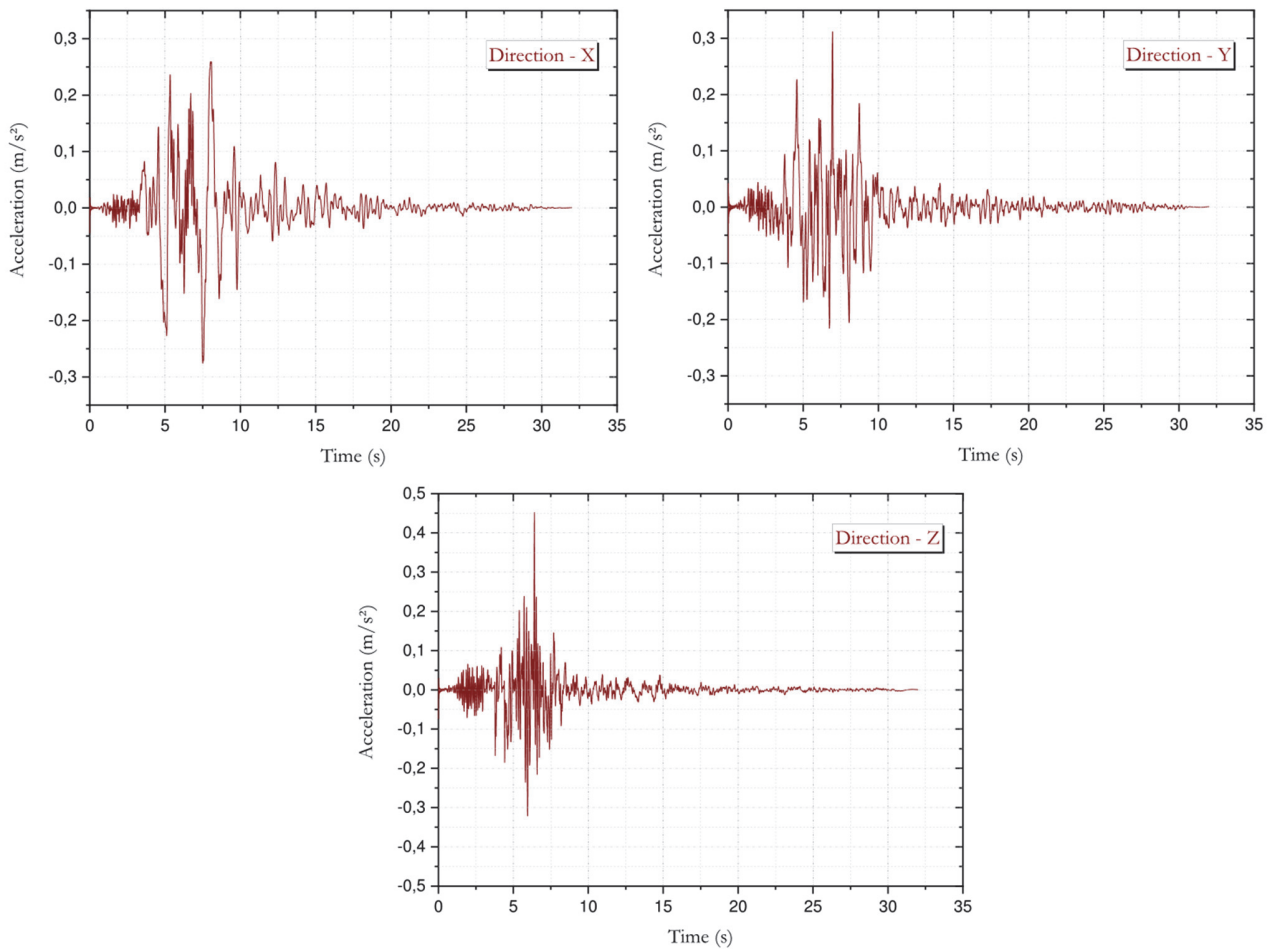 Direction - X
Acceleration (m/s²)
0,3
0,2
0,1
0,0
-0,1
-0,2
-0,3
0 5 10 15 20 25 30 35
Time (s)
Direction - Y
Acceleration (m/s²)
0,3
0,2
0,1
0,0
-0,1
-0,2
-0,3
0 5 10 15 20 25 30 35
Time (s)
Direction - Z
Acceleration (m/s²)
0,5
0,4
0,3
0,2
0,1
0,0
-0,1
-0,2
-0,3
-0,4
-0,5
0 5 10 15 20 25 30 35
Time (s)